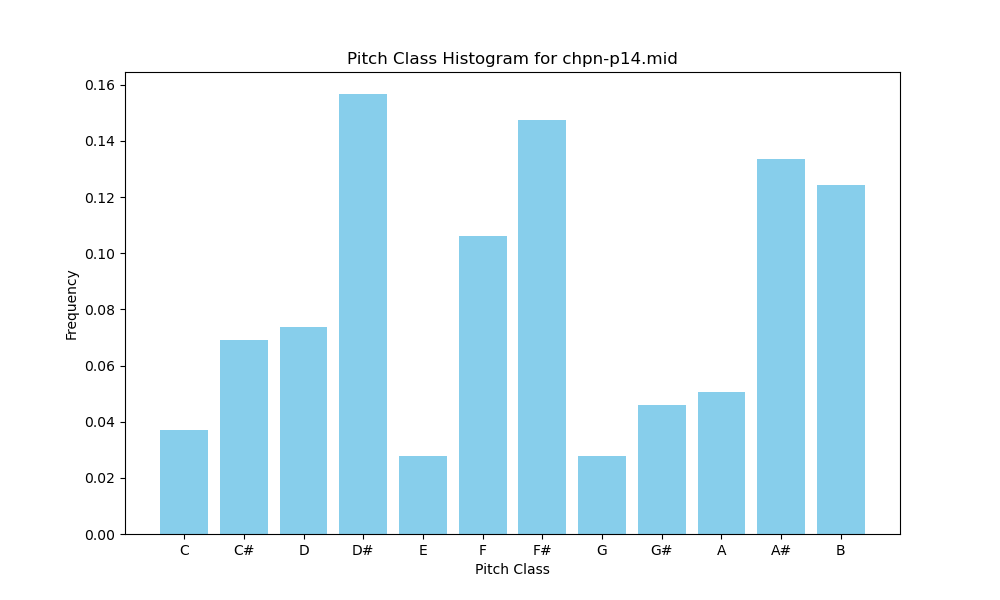 Pitch Class Histogram for chpn-p14.mid
0.16
0.14
0.12
0.10
0.08
0.06
0.04
0.02
0.00
Frequency
C C# D D# E F F# G G# A A# B
Pitch Class